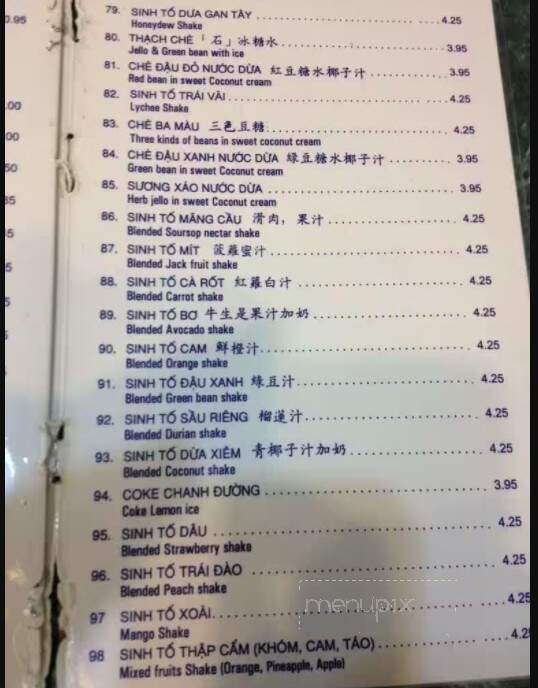 0.95
.00
00
50
79. SINH TỐ DƯA GAN TÂY ..... 4.25
Honeydew Shake
80. THẠCH CHÈ「石」冰糖水 ..... 3.95
Jello & Green bean with ice
81. CHÈ ĐẬU ĐỎ NƯỚC DỪA 紅豆糖水椰子汁 ..... 3.95
Red bean in sweet Coconut cream
82. SINH TỐ TRÁI VẢI ..... 4.25
Lychee Shake
83. CHÈ BA MÀU 三色豆糖 ..... 4.25
Three kinds of beans in sweet coconut cream
84. CHÈ ĐẬU XANH NƯỚC DỪA 綠豆糖水椰子汁 ..... 3.95
Green bean in sweet Coconut cream
85. SƯƠNG XÁO NƯỚC DỪA ..... 3.95
Herb jello in sweet Coconut cream
86. SINH TỐ MÃNG CẦU 滑肉，果汁 ..... 4.25
Blended Soursop nectar shake
87. SINH TỐ MÍT 菠蘿蜜汁 ..... 4.25
Blended Jack fruit shake
88. SINH TỐ CÀ RỐT 紅蘿白汁 ..... 4.25
Blended Carrot shake
89. SINH TỐ BƠ 牛生是果汁加奶 ..... 4.25
Blended Avocado shake
90. SINH TỐ CAM 鮮橙汁 ..... 4.25
Blended Orange shake
91. SINH TỐ ĐẬU XANH 綠豆汁 ..... 4.25
Blended Green bean shake
92. SINH TỐ SẦU RIÊNG 榴蓮汁 ..... 4.25
Blended Durian shake
93. SINH TỐ DỪA XIÊM 青椰子汁加奶 ..... 4.25
Blended Coconut shake
94. COKE CHANH ĐƯỜNG ..... 3.95
Coke Lemon ice
95. SINH TỐ DÂU ..... 4.25
Blended Strawberry shake
96. SINH TỐ TRÁI ĐÀO ..... 4.25
Blended Peach shake
97 SINH TỐ XOÀI ..... 4.25
Mango Shake
98 SINH TỐ THẬP CẨM (KHÓM, CAM, TÁO) ..... 4.2
Mixed fruits Shake (Orange, Pineapple, Apple)
menupix